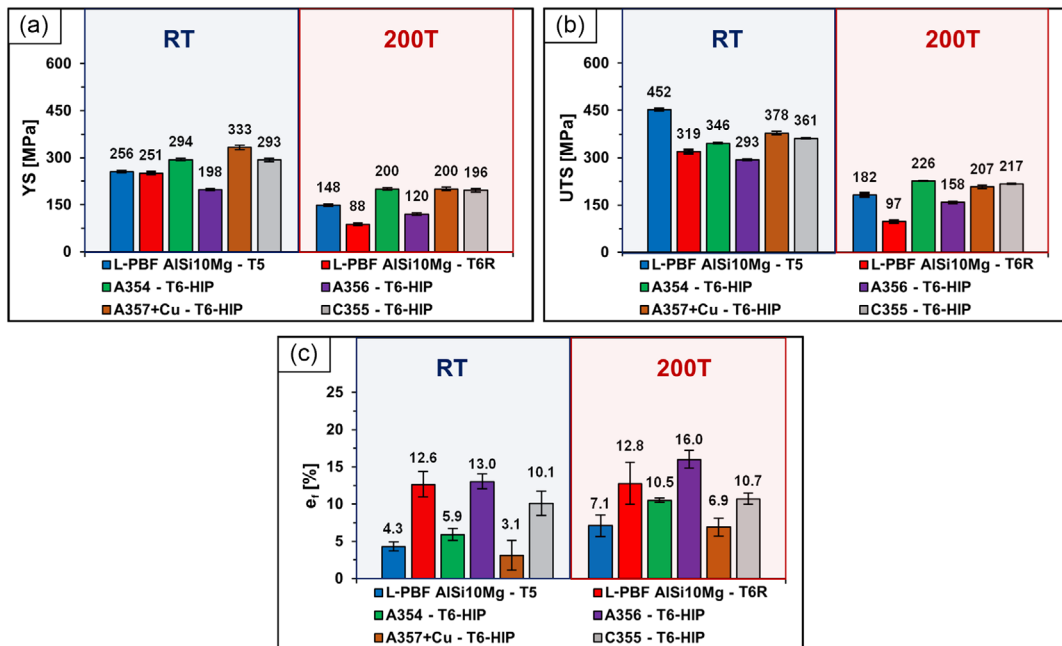 (a)
RT
200T
YS [MPa]
600
450
300
150
0
256
251
294
198
333
293
148
88
200
120
200
196
L-PBF AlSi10Mg - T5
L-PBF AlSi10Mg - T6R
A354 - T6-HIP
A356 - T6-HIP
A357+Cu - T6-HIP
C355 - T6-HIP
(b)
RT
200T
UTS [MPa]
600
450
300
150
0
452
319
346
293
378
361
182
97
226
158
207
217
L-PBF AlSi10Mg - T5
L-PBF AlSi10Mg - T6R
A354 - T6-HIP
A356 - T6-HIP
A357+Cu - T6-HIP
C355 - T6-HIP
(c)
RT
200T
ef [%]
25
20
15
10
5
0
4.3
12.6
5.9
13.0
3.1
10.1
7.1
12.8
10.5
16.0
6.9
10.7
L-PBF AlSi10Mg - T5
L-PBF AlSi10Mg - T6R
A354 - T6-HIP
A356 - T6-HIP
A357+Cu - T6-HIP
C355 - T6-HIP